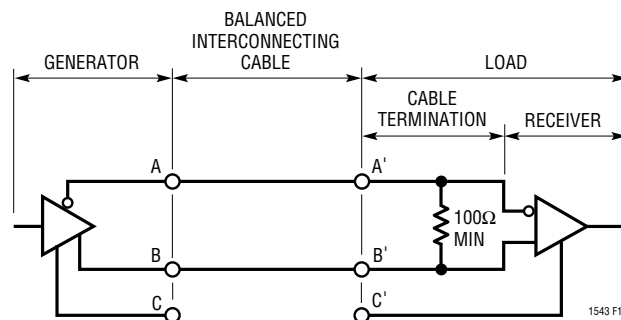 BALANCED
INTERCONNECTING
CABLE
GENERATOR
LOAD
CABLE
TERMINATION
RECEIVER
A
A'
100Ω
MIN
B
B'
C
C'
1543 F1